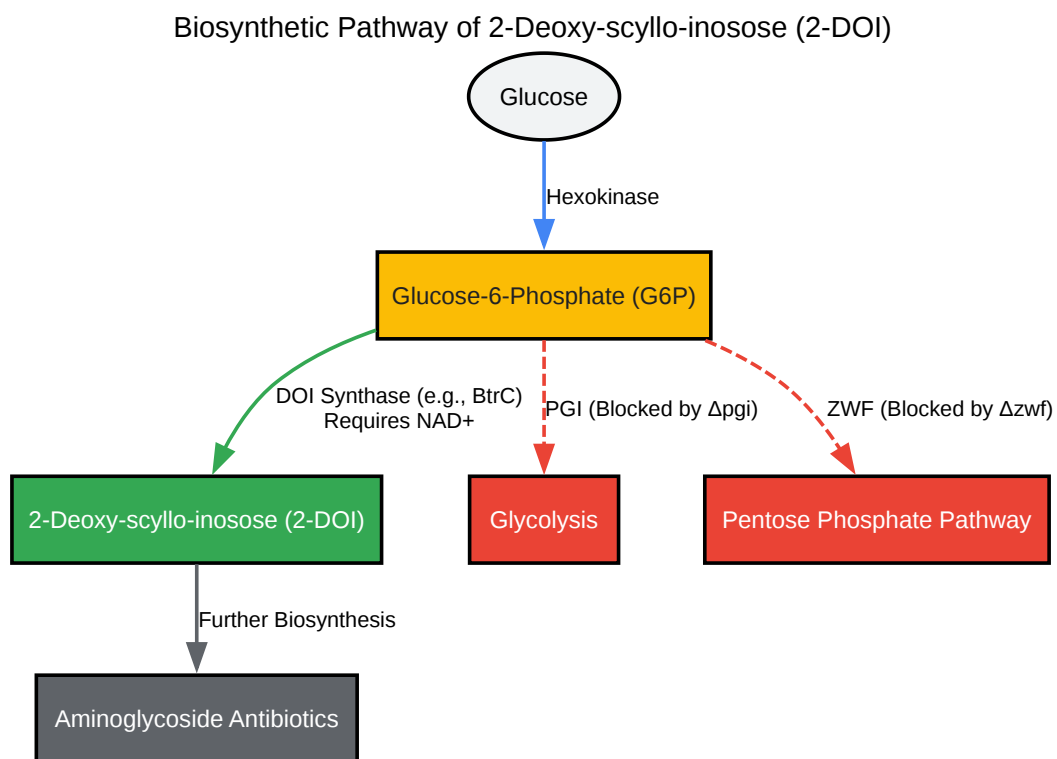 Biosynthetic Pathway of 2-Deoxy-scyllo-inosose (2-DOI)
Glucose
Hexokinase
Glucose-6-Phosphate (G6P)
DOI Synthase (e.g., BtrC)
Requires NAD+
PGI (Blocked by Δpgi)
ZWF (Blocked by Δzwf)
2-Deoxy-scyllo-inosose (2-DOI)
Glycolysis
Pentose Phosphate Pathway
Further Biosynthesis
Aminoglycoside Antibiotics